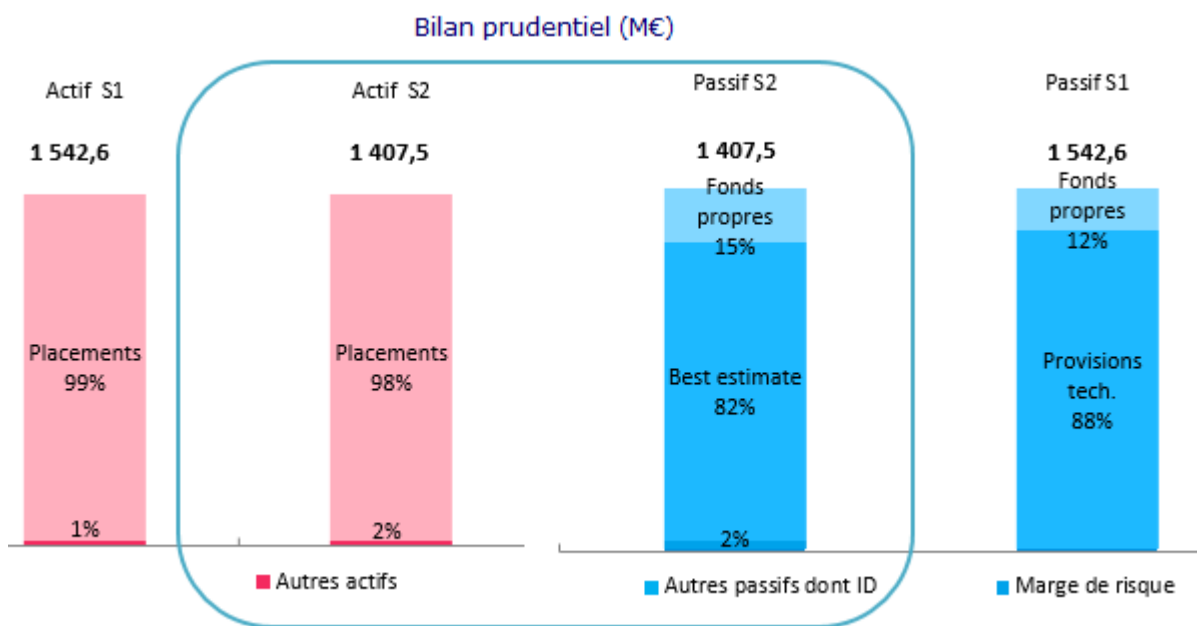 Bilan prudentiel (M€)
Actif S1
Actif S2
Passif S2
Passif S1
1 542,6
1 407,5
1 407,5
1 542,6
Fonds
propres
15%
Fonds
propres
12%
Placements
99%
Placements
98%
Best estimate
82%
Provisions
tech.
88%
1%
2%
2%
Autres actifs
Autres passifs dont ID
Marge de risque